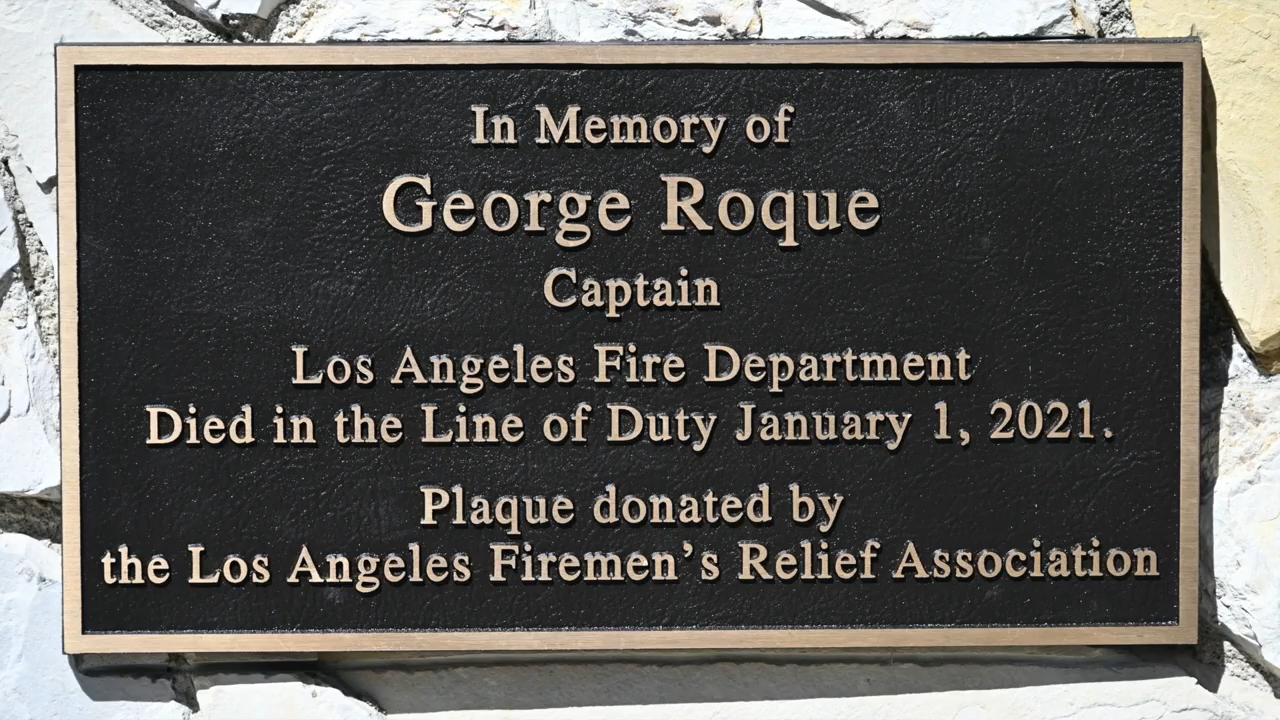 In Memory of
George Roque
Captain
Los Angeles Fire Department
Died in the Line of Duty January 1, 2021.
Plaque donated by
the Los Angeles Firemen’s Relief Association